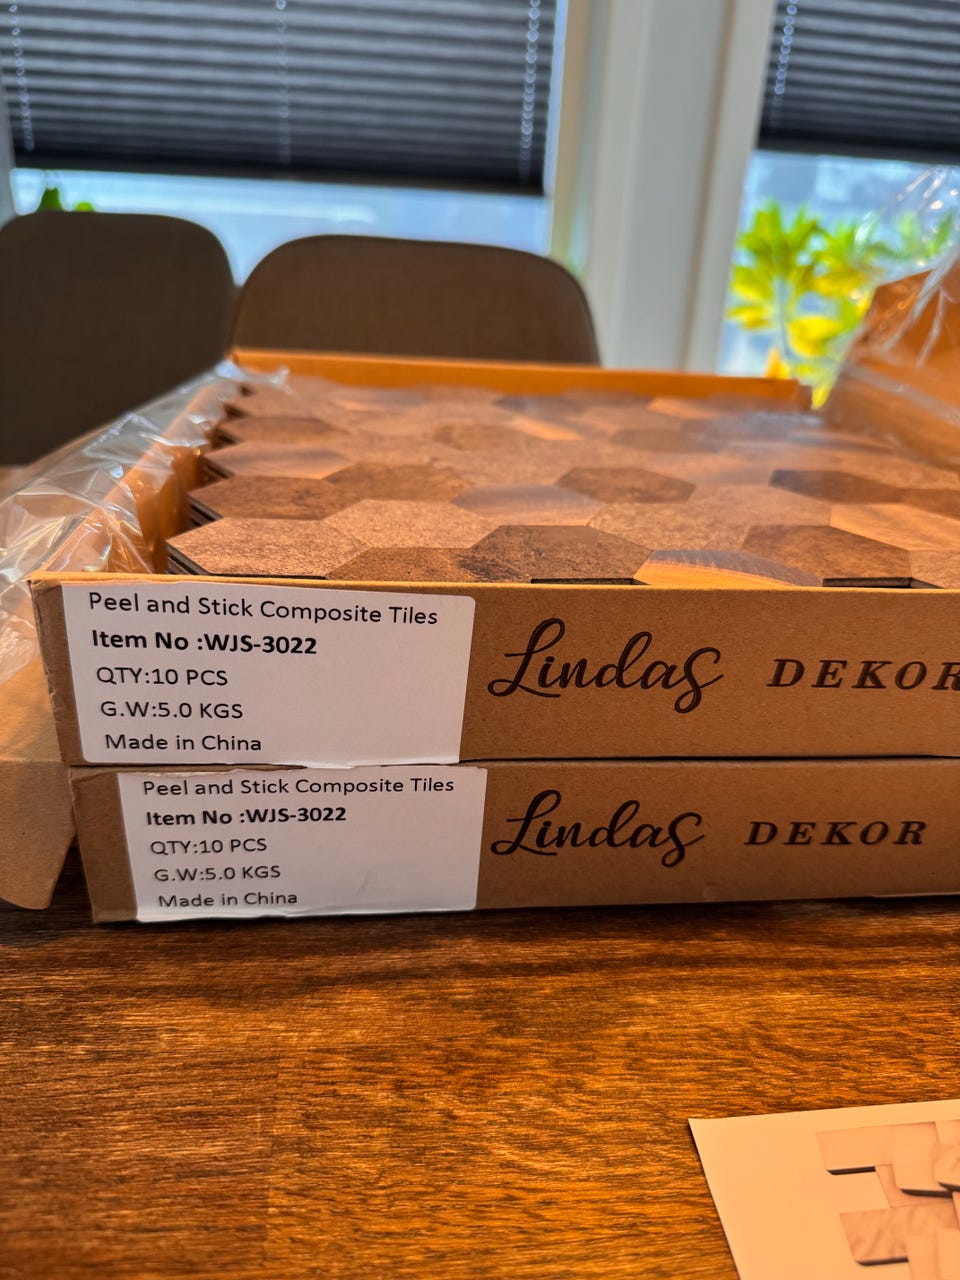 Peel and Stick Composite Tiles
Item No :WJS-3022
QTY:10 PCS
G.W:5.0 KGS
Made in China
Lindas DEKOR
Peel and Stick Composite Tiles
Item No :WJS-3022
QTY:10 PCS
G.W:5.0 KGS
Made in China
Lindas DEKOR